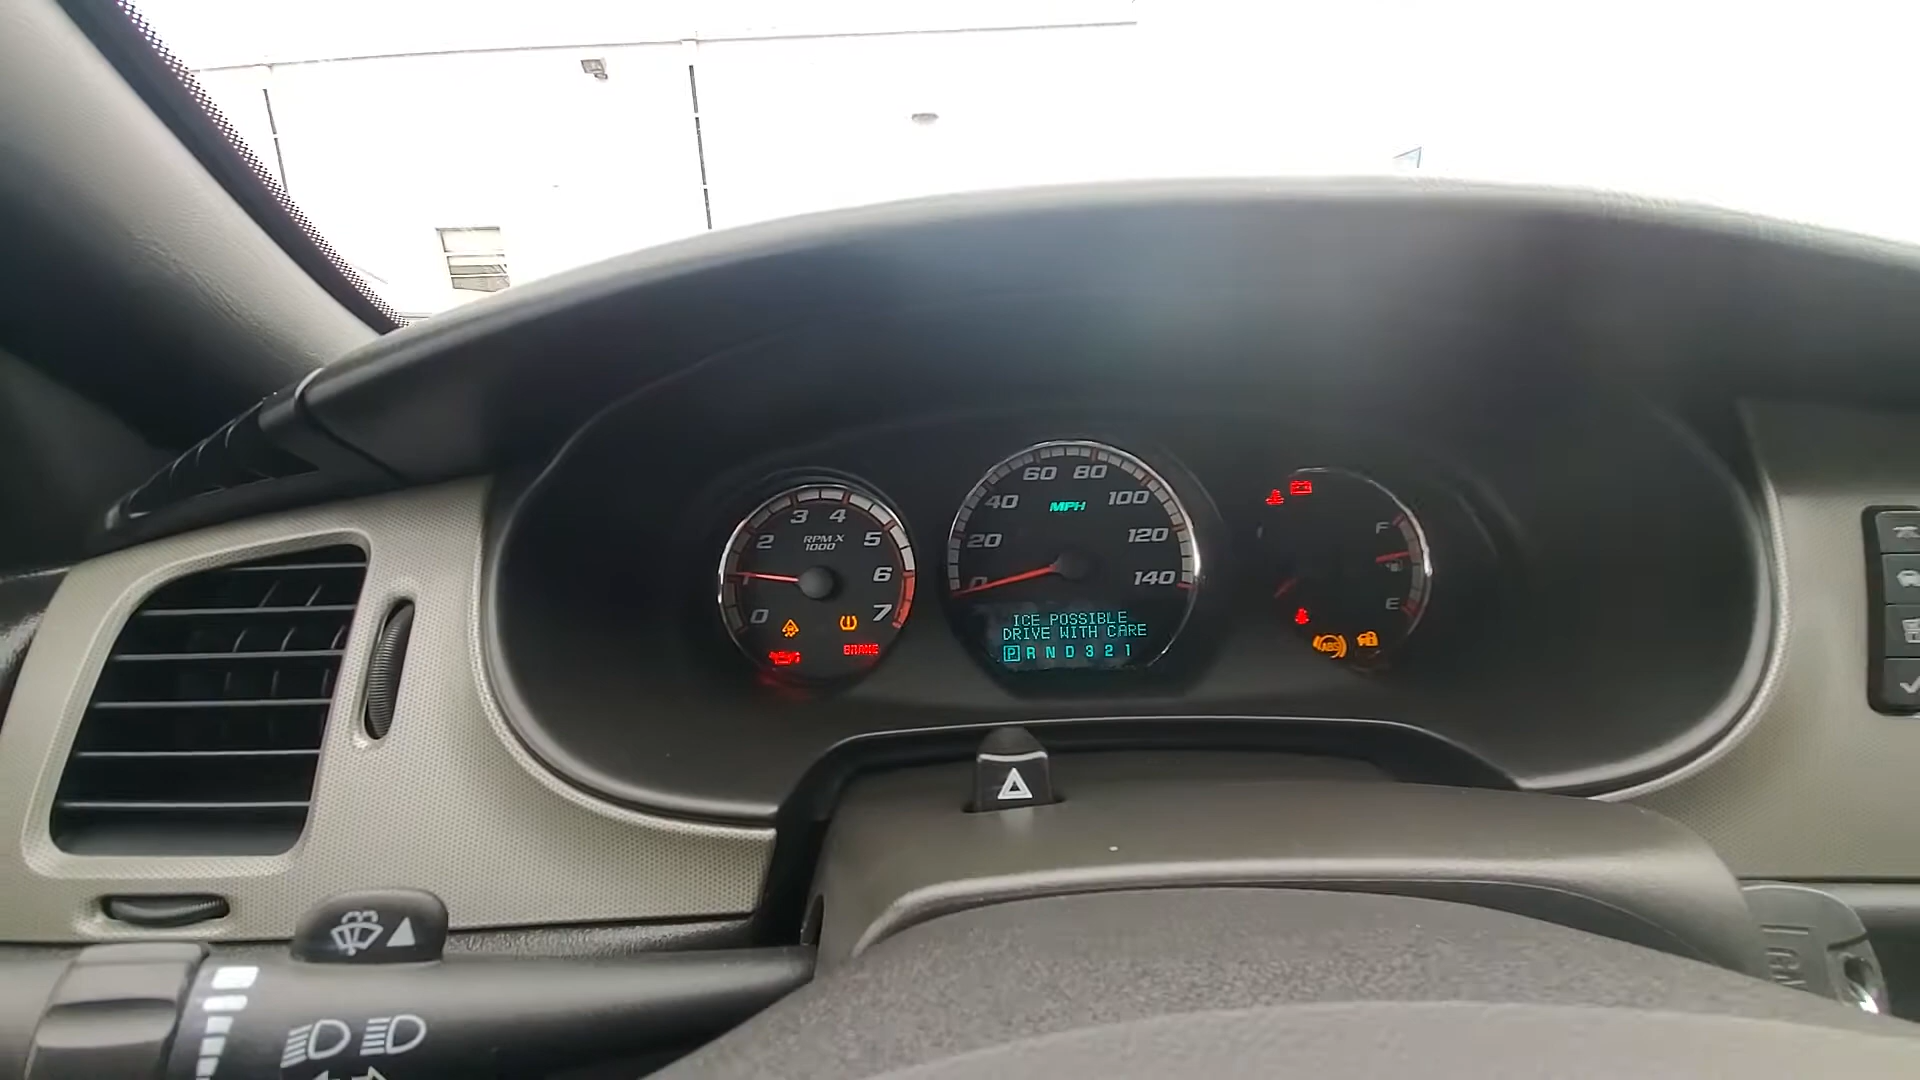 3 4
2 5
RPM X
1000
6
0 7
BRAKE
60 80
40 100
MPH
20 120
0 140
ICE POSSIBLE
DRIVE WITH CARE
P R N D 3 2 1
F
E
ABS